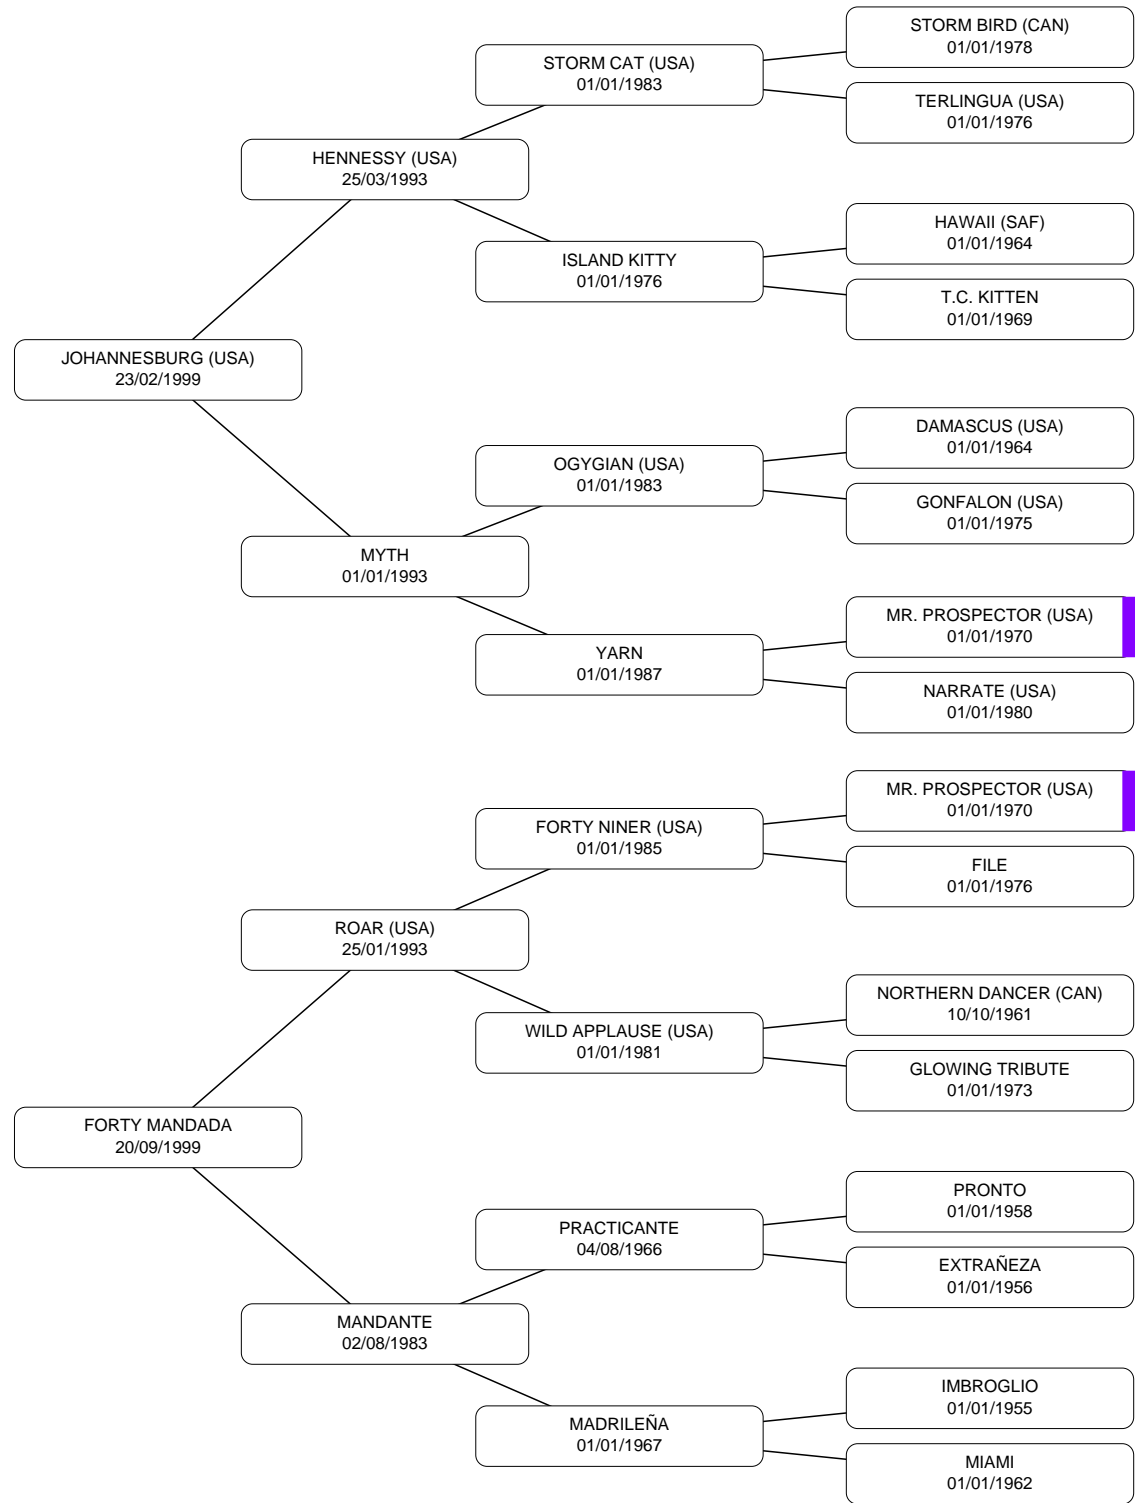 STORM BIRD (CAN)
01/01/1978
STORM CAT (USA)
01/01/1983
TERLINGUA (USA)
01/01/1976
HENNESSY (USA)
25/03/1993
HAWAII (SAF)
01/01/1964
ISLAND KITTY
01/01/1976
T.C. KITTEN
01/01/1969
JOHANNESBURG (USA)
23/02/1999
DAMASCUS (USA)
01/01/1964
OGYGIAN (USA)
01/01/1983
GONFALON (USA)
01/01/1975
MYTH
01/01/1993
MR. PROSPECTOR (USA)
01/01/1970
YARN
01/01/1987
NARRATE (USA)
01/01/1980
MR. PROSPECTOR (USA)
01/01/1970
FORTY NINER (USA)
01/01/1985
FILE
01/01/1976
ROAR (USA)
25/01/1993
NORTHERN DANCER (CAN)
10/10/1961
WILD APPLAUSE (USA)
01/01/1981
GLOWING TRIBUTE
01/01/1973
FORTY MANDADA
20/09/1999
PRONTO
01/01/1958
PRACTICANTE
04/08/1966
EXTRAÑEZA
01/01/1956
MANDANTE
02/08/1983
IMBROGLIO
01/01/1955
MADRILEÑA
01/01/1967
MIAMI
01/01/1962